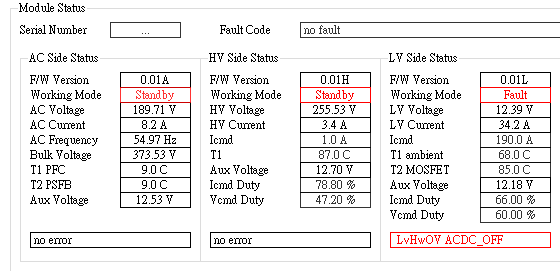 Module Status
Serial Number ... Fault Code no fault
AC Side Status
F/W Version 0.01A
Working Mode Standby
AC Voltage 189.71 V
AC Current 8.2 A
AC Frequency 54.97 Hz
Bulk Voltage 373.53 V
T1 PFC 9.0 C
T2 PSFB 9.0 C
Aux Voltage 12.53 V
no error
HV Side Status
F/W Version 0.01H
Working Mode Standby
HV Voltage 255.53 V
HV Current 3.4 A
Icmd 1.0 A
T1 87.0 C
Aux Voltage 12.70 V
Icmd Duty 78.80 %
Vcmd Duty 47.20 %
no error
LV Side Status
F/W Version 0.01L
Working Mode Fault
LV Voltage 12.39 V
LV Current 34.2 A
Icmd 190.0 A
T1 ambient 68.0 C
T2 MOSFET 85.0 C
Aux Voltage 12.18 V
Icmd Duty 66.00 %
Vcmd Duty 60.00 %
LvHwOV ACDC_OFF